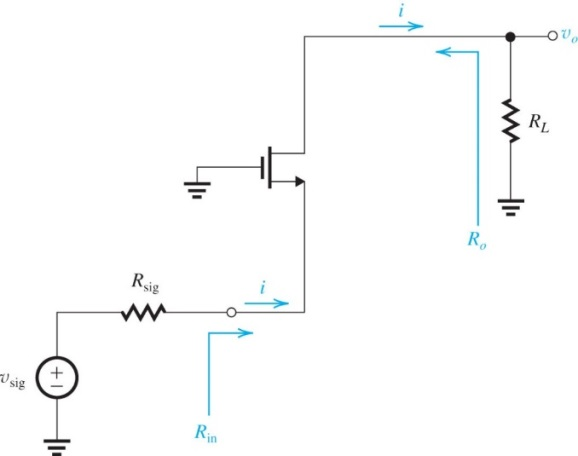 i
v_o
R_L
R_o
R_sig
i
v_sig
+
−
R_in